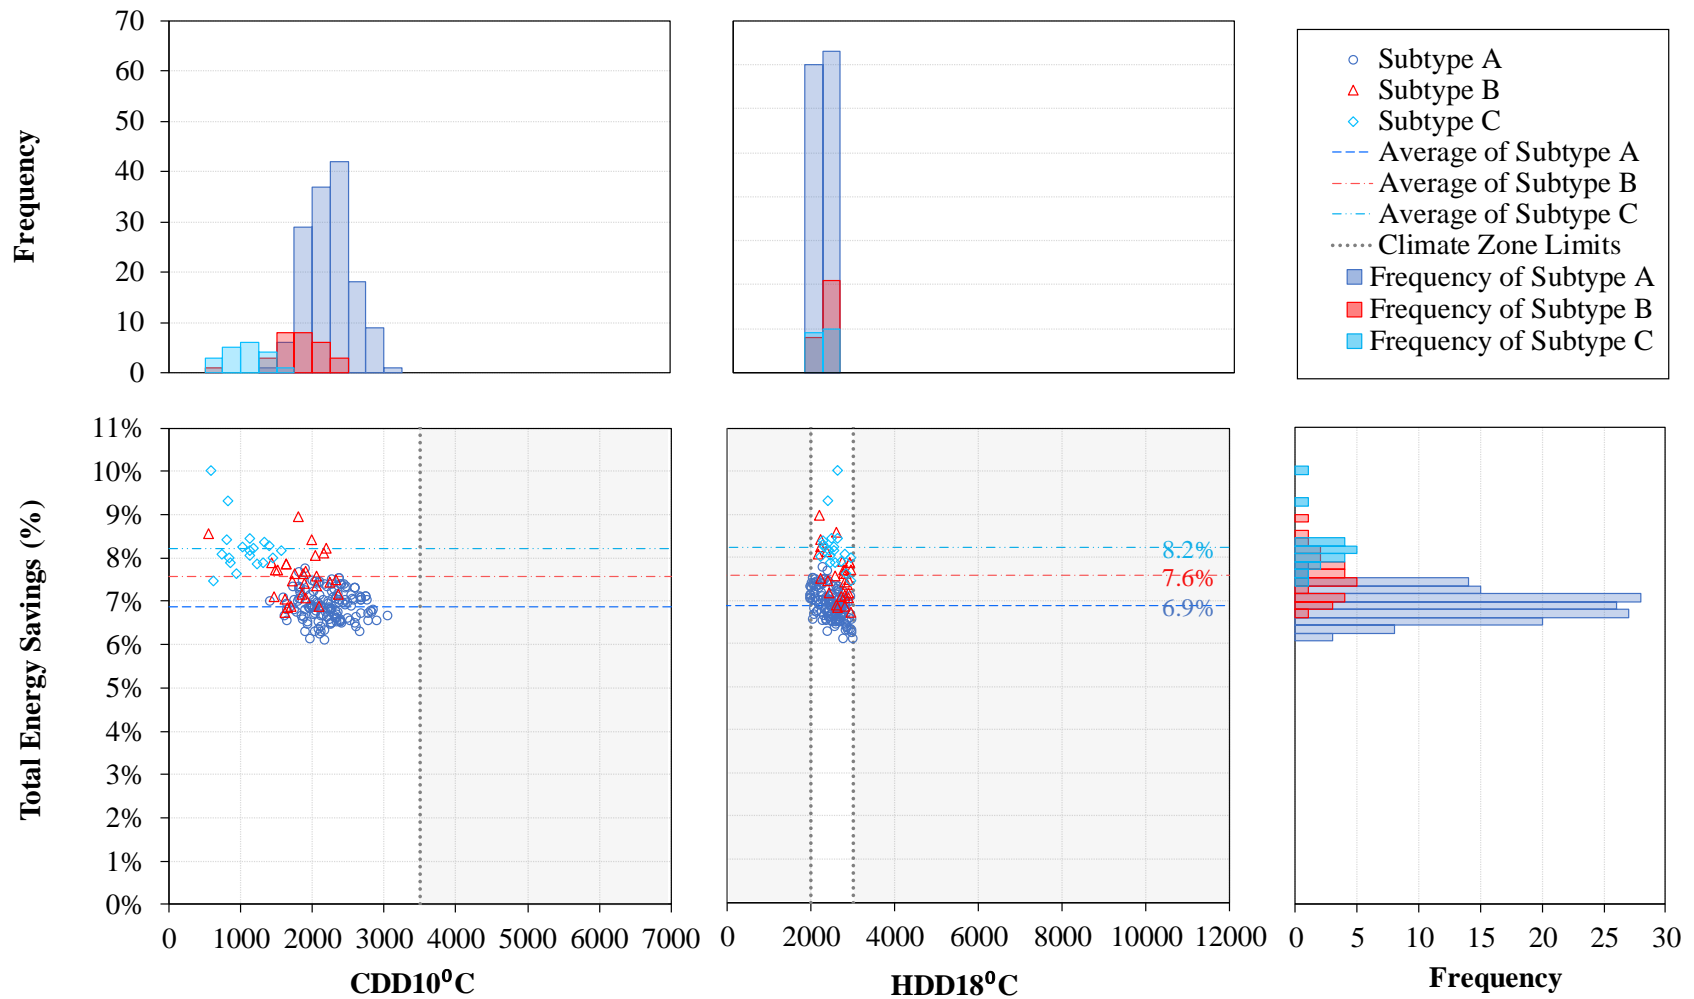 70
60
50
40
30
20
10
0
Frequency
Subtype A
Subtype B
Subtype C
Average of Subtype A
Average of Subtype B
Average of Subtype C
Climate Zone Limits
Frequency of Subtype A
Frequency of Subtype B
Frequency of Subtype C
11%
10%
9%
8%
7%
6%
5%
4%
3%
2%
1%
0%
Total Energy Savings (%)
8.2%
7.6%
6.9%
0 1000 2000 3000 4000 5000 6000 7000
CDD10⁰C
0 2000 4000 6000 8000 10000 12000
HDD18⁰C
0 5 10 15 20 25 30
Frequency